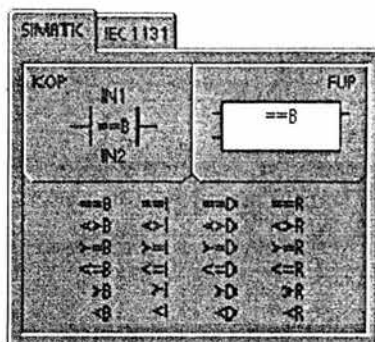 SIMATIC IEC 1131
KOP
FUP
IN1
==B
IN2
==B
==B ==I ==D ==R
<>B <>I <>D <>R
>=B >=I >=D >=R
<=B <=I <=D <=R
>B >I >D >R
<B <I <D <R